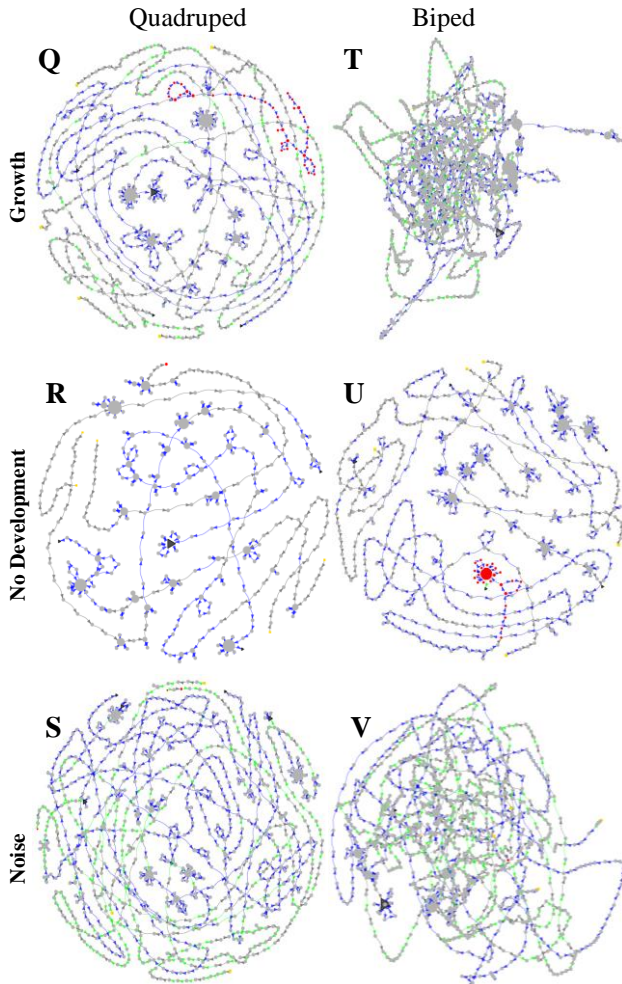 Quadruped Biped
Q T
Growth
R U
No Development
S V
Noise